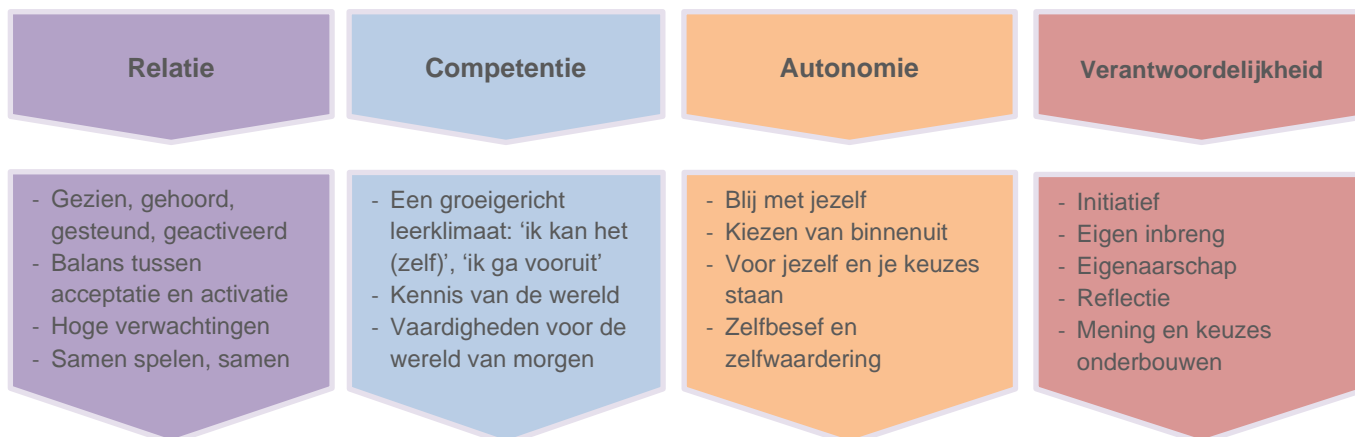 Relatie
Competentie
Autonomie
Verantwoordelijkheid
- Gezien, gehoord,
gesteund, geactiveerd
- Balans tussen
acceptatie en activatie
- Hoge verwachtingen
- Samen spelen, samen
- Een groeigericht
leerklimaat: ‘ik kan het
(zelf)’, ‘ik ga vooruit’
- Kennis van de wereld
- Vaardigheden voor de
wereld van morgen
- Blij met jezelf
- Kiezen van binnenuit
- Voor jezelf en je keuzes
staan
- Zelfbesef en
zelfwaardering
- Initiatief
- Eigen inbreng
- Eigenaarschap
- Reflectie
- Mening en keuzes
onderbouwen